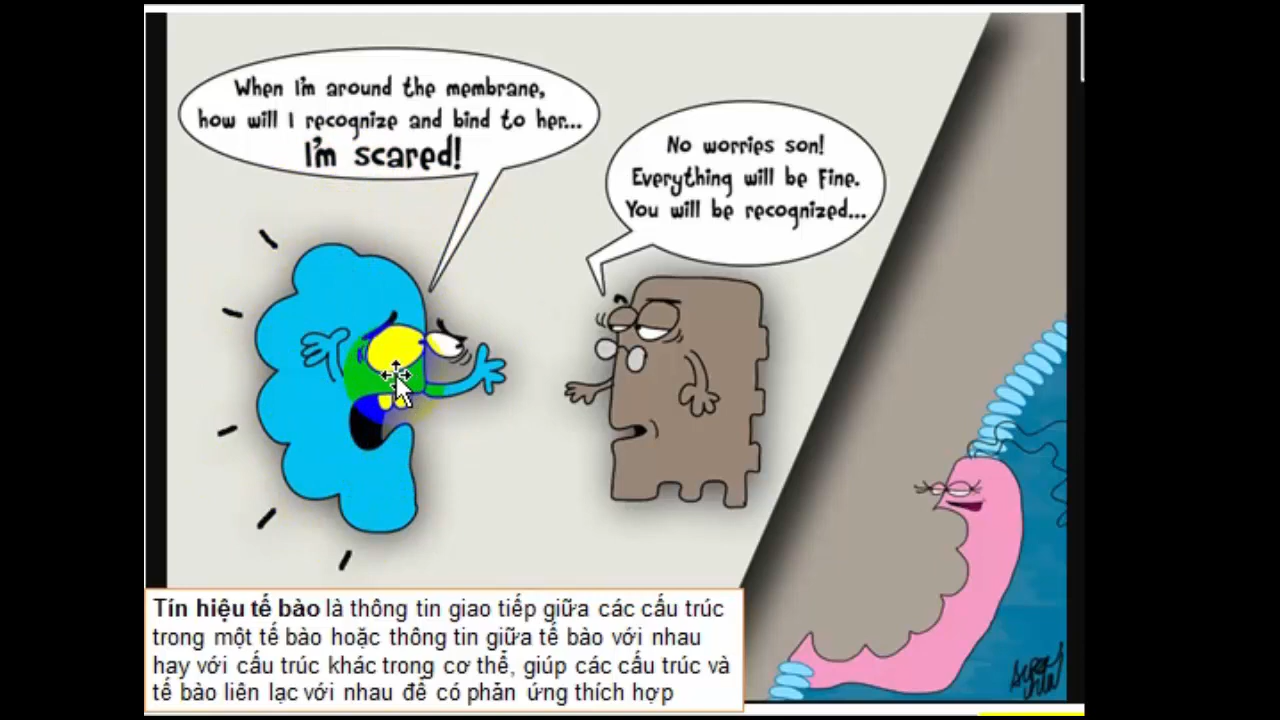 When I'm around the membrane,
how will I recognize and bind to her...
I'm scared!
No worries son!
Everything will be Fine.
You will be recognized...
Tín hiệu tế bào là thông tin giao tiếp giữa các cấu trúc
trong một tế bào hoặc thông tin giữa tế bào với nhau
hay với cấu trúc khác trong cơ thể, giúp các cấu trúc và
tế bào liên lạc với nhau để có phản ứng thích hợp